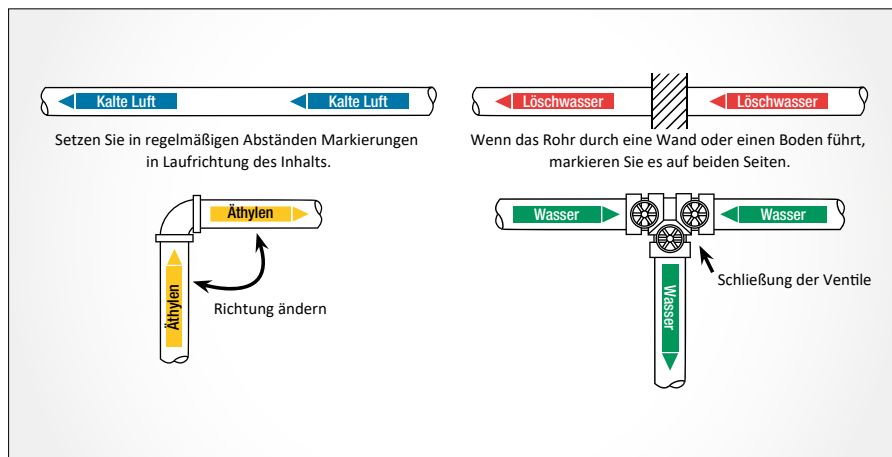 Kalte Luft
Kalte Luft
Setzen Sie in regelmäßigen Abständen Markierungen
in Laufrichtung des Inhalts.
Löschwasser
Löschwasser
Wenn das Rohr durch eine Wand oder einen Boden führt,
markieren Sie es auf beiden Seiten.
Äthylen
Äthylen
Richtung ändern
Wasser
Wasser
Wasser
Schließung der Ventile